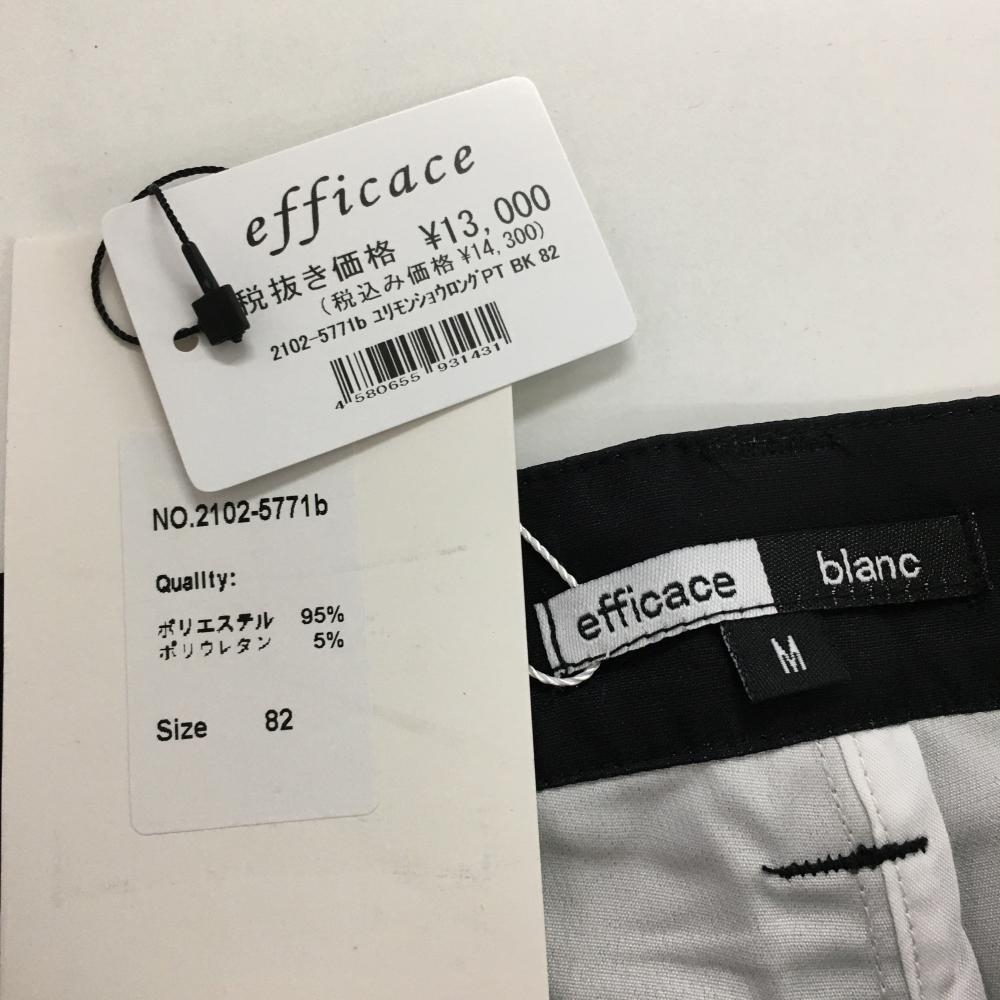 efficace
税抜き価格 ¥13,000
(税込み価格¥14,300)
2102-5771b ユリモンショウロングPT BK 82
4 580655 931431
NO.2102-5771b
Quality:
ポリエステル 95%
ポリウレタン 5%
Size 82
efficace blanc
M